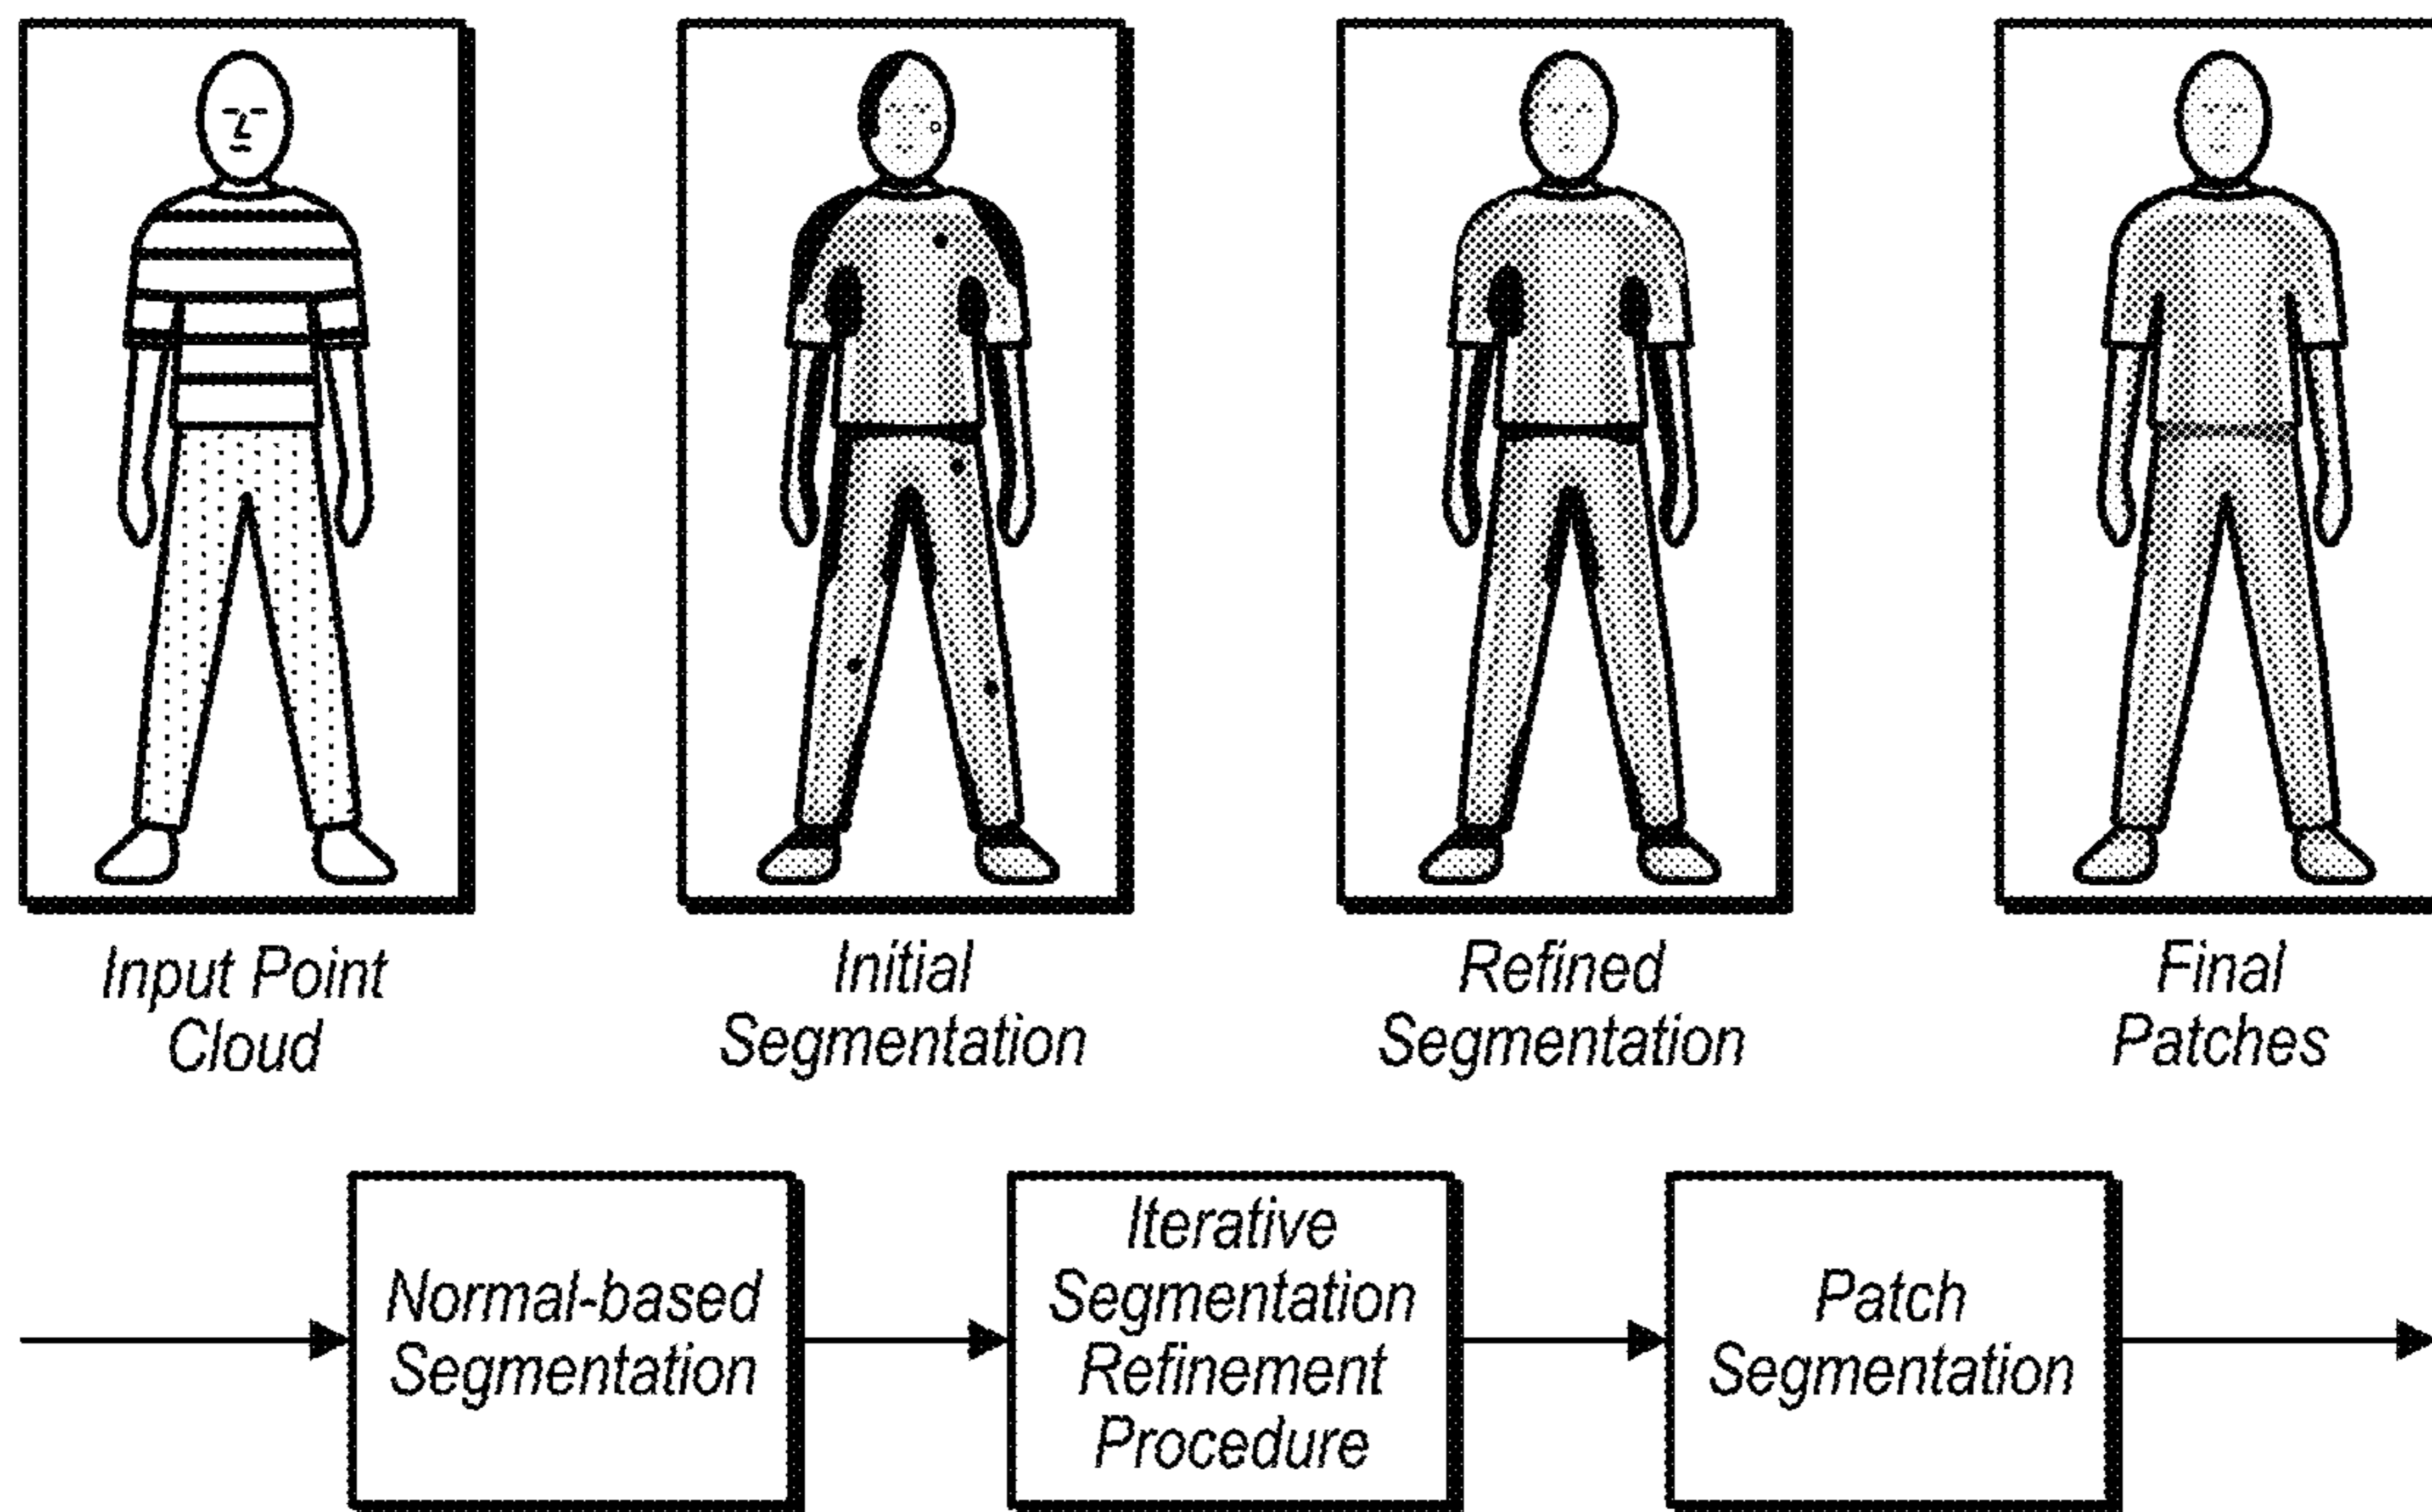 Input Point
Cloud
Initial
Segmentation
Refined
Segmentation
Final
Patches
Normal-based
Segmentation
Iterative
Segmentation
Refinement
Procedure
Patch
Segmentation